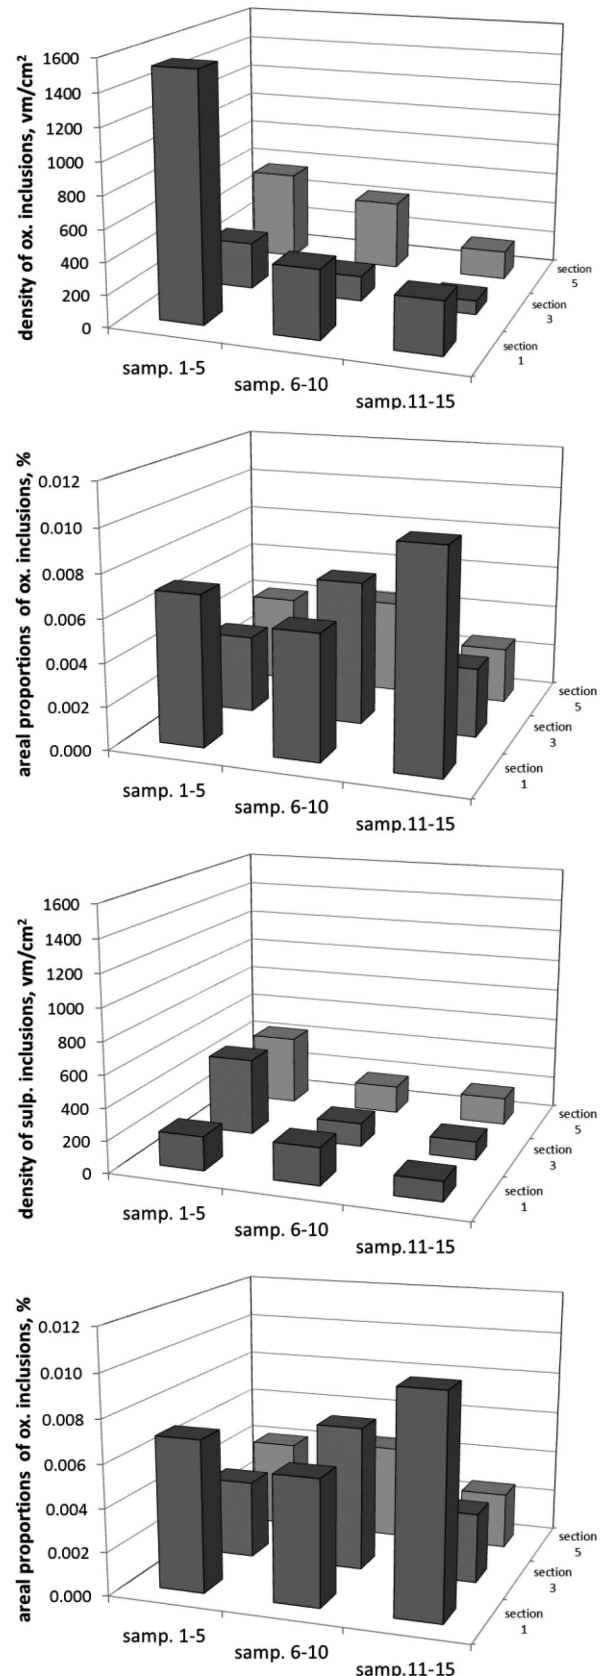 density of ox. inclusions, vm/cm²
1600
1400
1200
1000
800
600
400
200
0
samp. 1-5
samp. 6-10
samp.11-15
section
5
section
3
section
1
areal proportions of ox. inclusions, %
0.012
0.010
0.008
0.006
0.004
0.002
0.000
samp. 1-5
samp. 6-10
samp.11-15
section
5
section
3
section
1
density of sulp. inclusions, vm/cm²
1600
1400
1200
1000
800
600
400
200
0
samp. 1-5
samp. 6-10
samp.11-15
section
5
section
3
section
1
areal proportions of ox. inclusions, %
0.012
0.010
0.008
0.006
0.004
0.002
0.000
samp. 1-5
samp. 6-10
samp.11-15
section
5
section
3
section
1